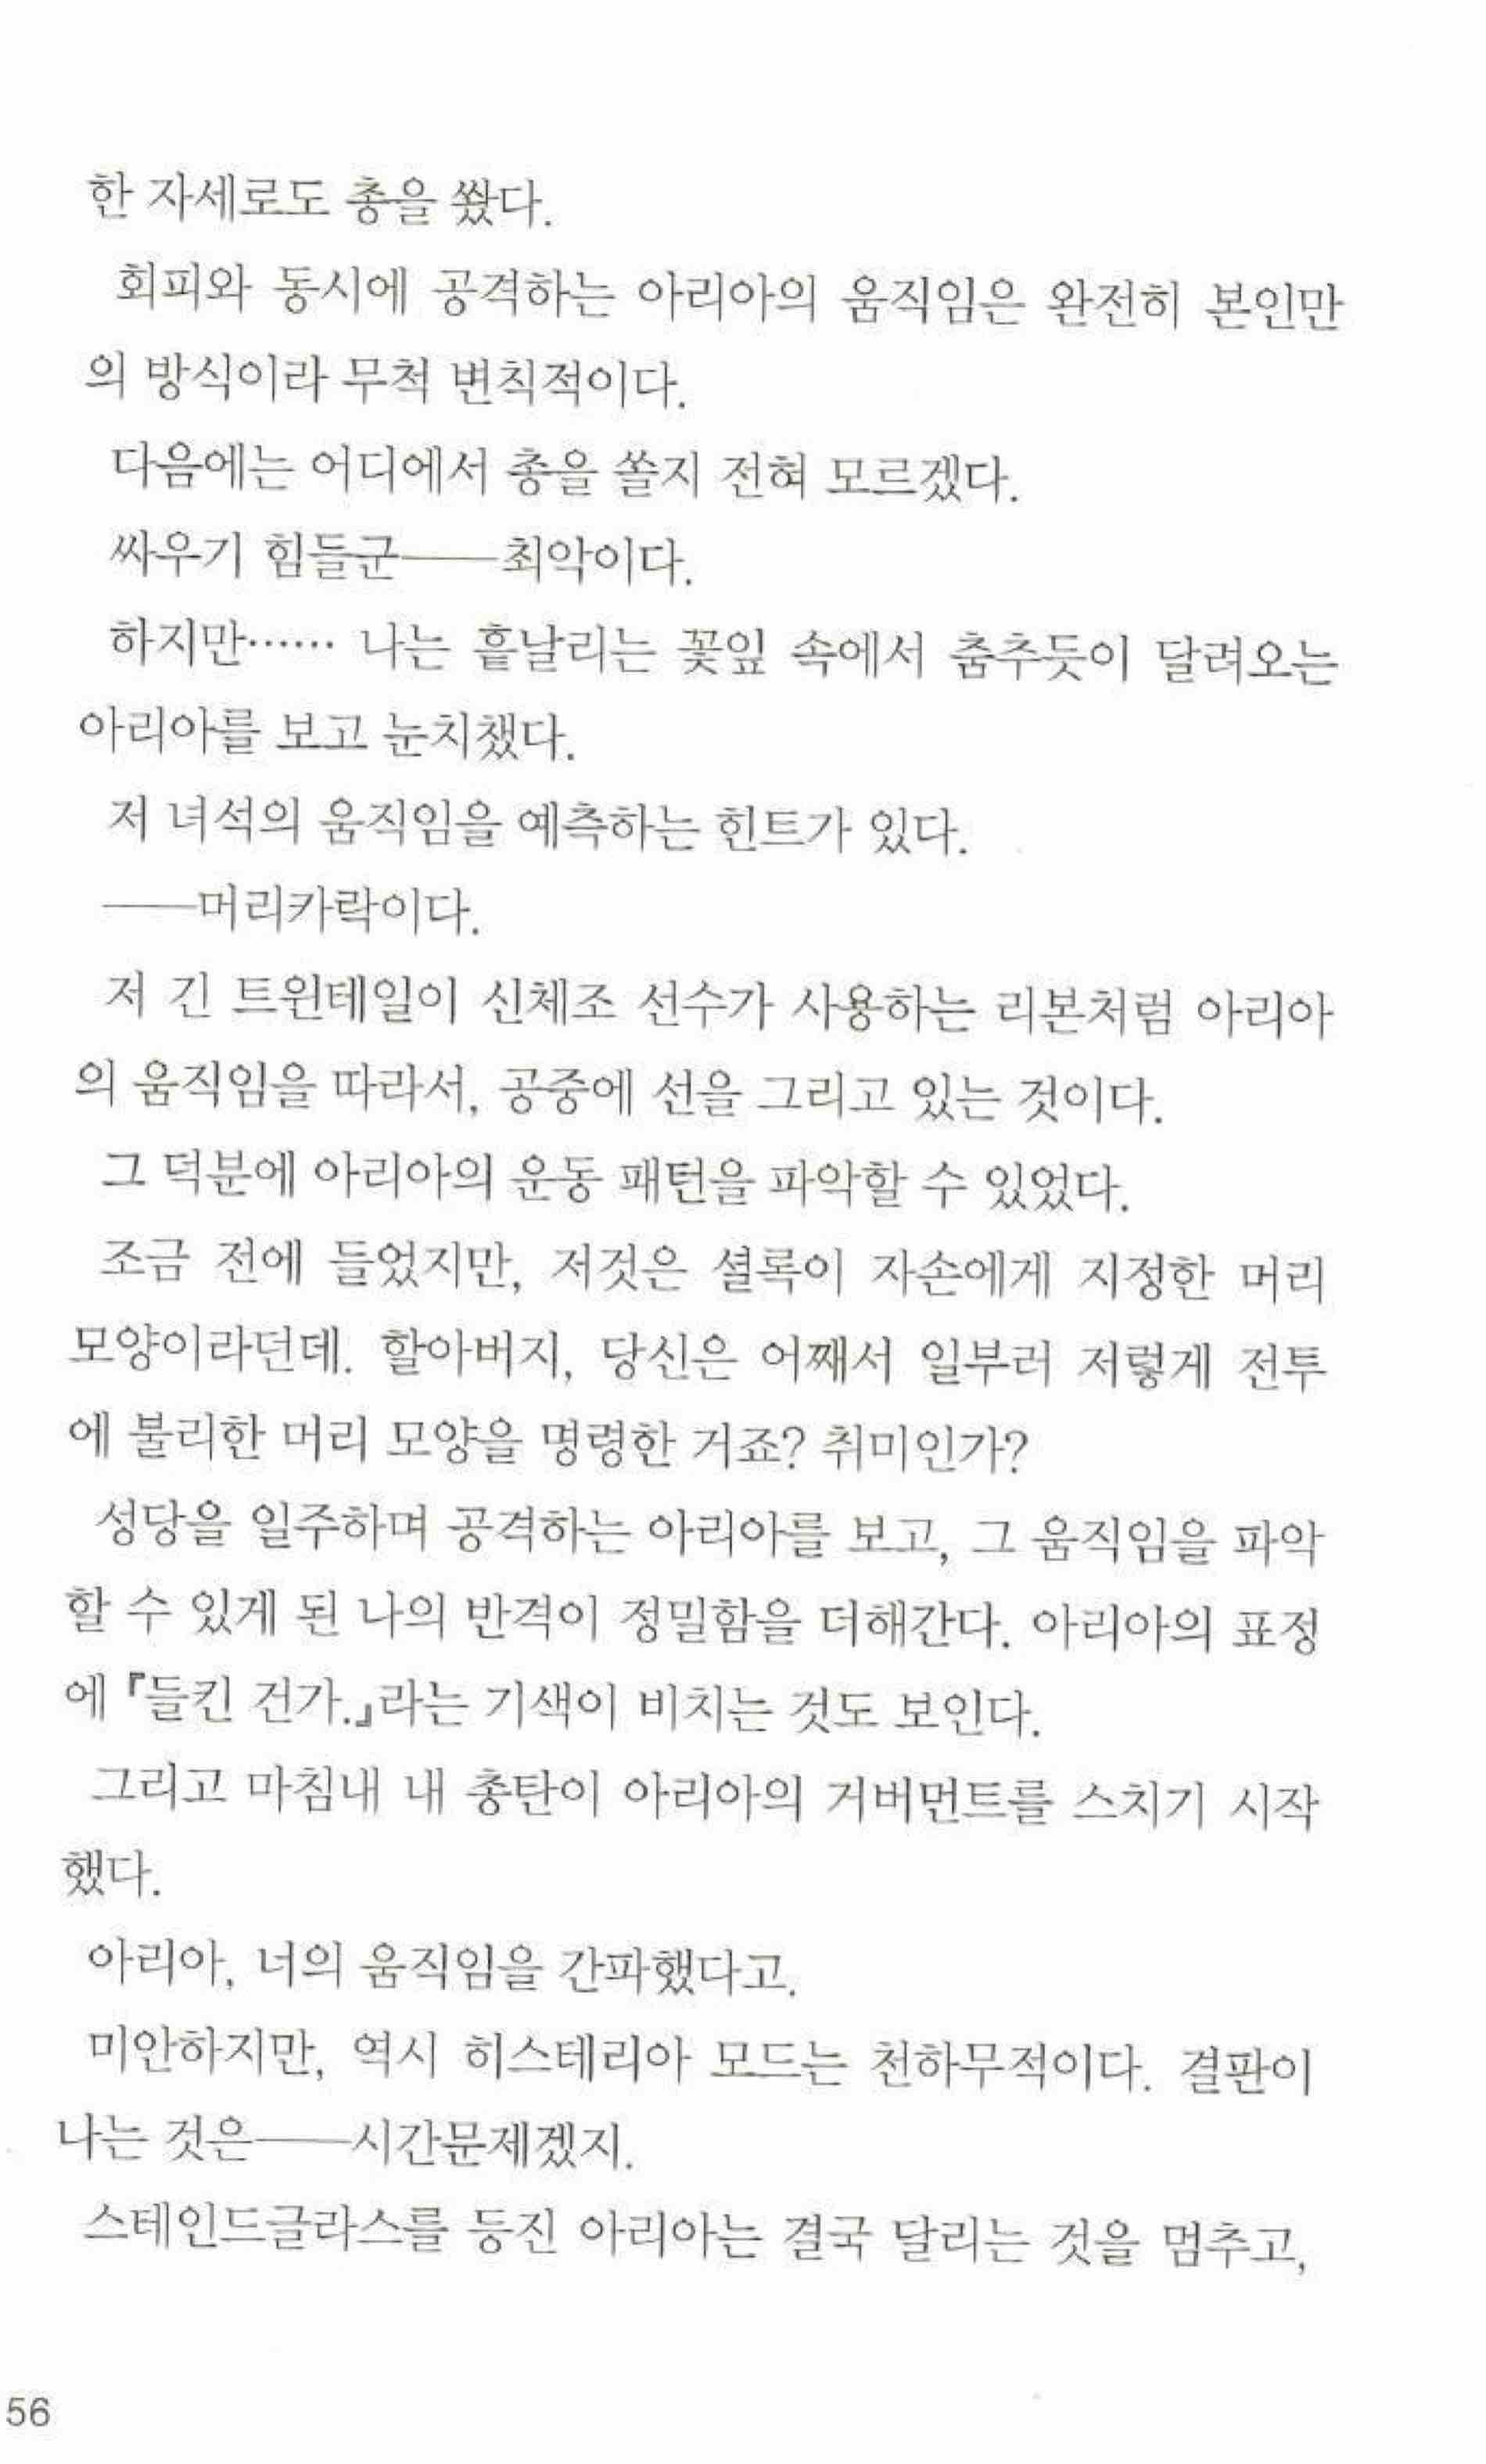 한 자세로도 총을 쐈다.
회피와 동시에 공격하는 아리아의 움직임은 완전히 본인만
의 방식이라 무척 변칙적이다.
다음에는 어디에서 총을 쏠지 전혀 모르겠다.
싸우기 힘들군――최악이다.
하지만…… 나는 흩날리는 꽃잎 속에서 춤추듯이 달려오는
아리아를 보고 눈치챘다.
저 녀석의 움직임을 예측하는 힌트가 있다.
――머리카락이다.
저 긴 트윈테일이 신체조 선수가 사용하는 리본처럼 아리아
의 움직임을 따라서, 공중에 선을 그리고 있는 것이다.
그 덕분에 아리아의 운동 패턴을 파악할 수 있었다.
조금 전에 들었지만, 저것은 셜록이 자손에게 지정한 머리
모양이라던데. 할아버지, 당신은 어째서 일부러 저렇게 전투
에 불리한 머리 모양을 명령한 거죠? 취미인가?
성당을 일주하며 공격하는 아리아를 보고, 그 움직임을 파악
할 수 있게 된 나의 반격이 정밀함을 더해간다. 아리아의 표정
에 『들킨 건가.』라는 기색이 비치는 것도 보인다.
그리고 마침내 내 총탄이 아리아의 거버먼트를 스치기 시작
했다.
아리아, 너의 움직임을 간파했다고.
미안하지만, 역시 히스테리아 모드는 천하무적이다. 결판이
나는 것은――시간문제겠지.
스테인드글라스를 등진 아리아는 결국 달리는 것을 멈추고,
56